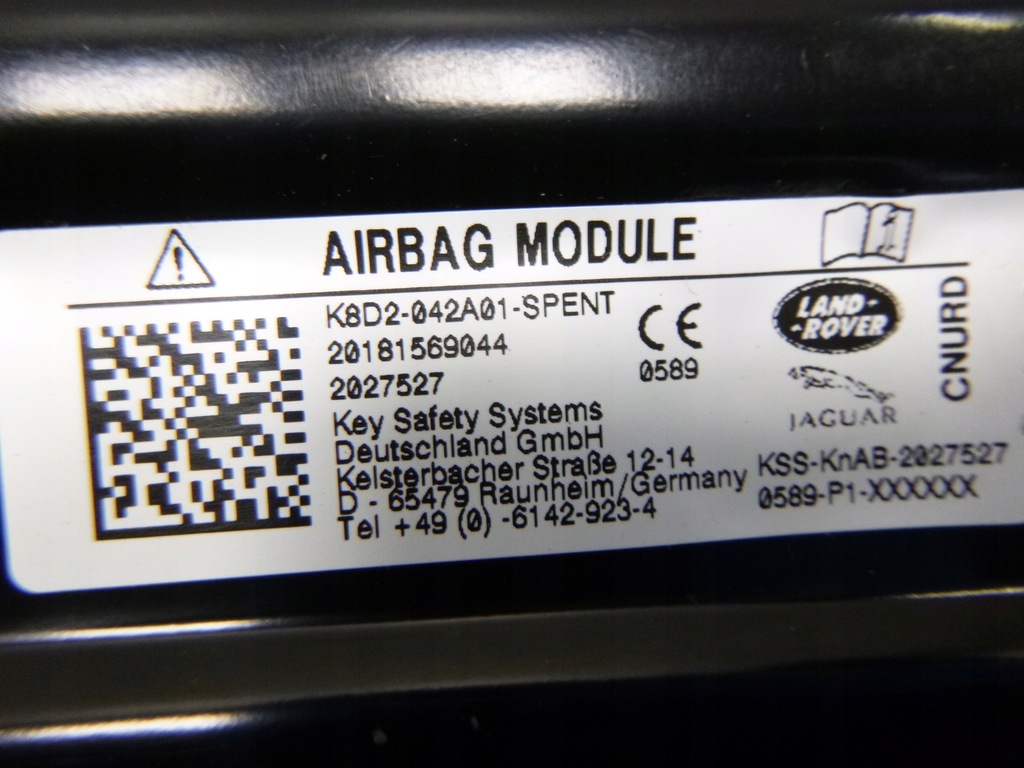 AIRBAG MODULE
K8D2-042A01-SPENT
20181569044
2027527
Key Safety Systems
Deutschland GmbH
Kelsterbacher Straße 12-14
D - 65479 Raunheim/Germany
Tel +49 (0) -6142-923-4
CE
0589
LAND-
-ROVER
JAGUAR
CNURD
KSS-KnAB-2027527
0589-P1-XXXXXXX